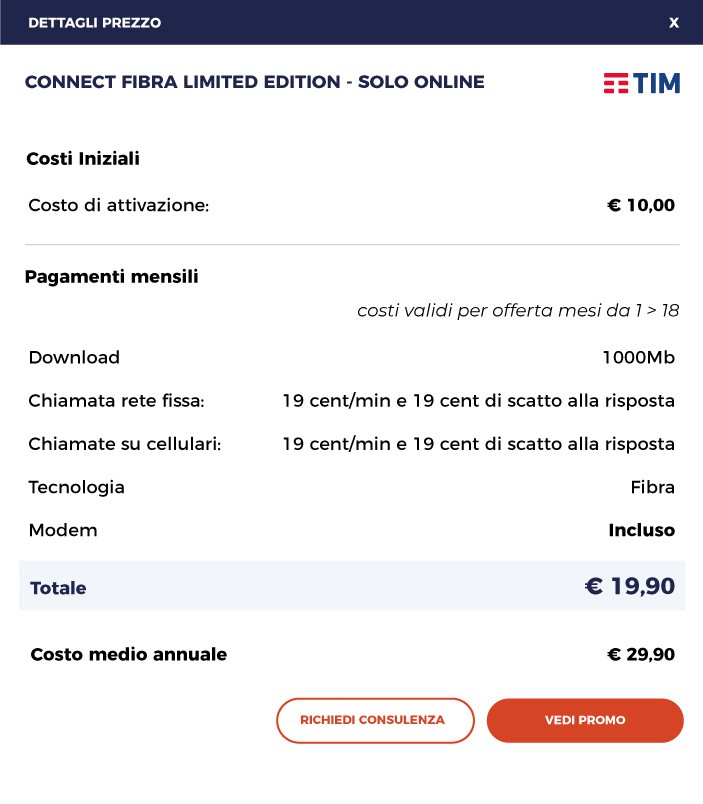 DETTAGLI PREZZO X
CONNECT FIBRA LIMITED EDITION - SOLO ONLINE TIM
Costi Iniziali
Costo di attivazione: € 10,00
Pagamenti mensili
costi validi per offerta mesi da 1 > 18
Download 1000Mb
Chiamata rete fissa: 19 cent/min e 19 cent di scatto alla risposta
Chiamate su cellulari: 19 cent/min e 19 cent di scatto alla risposta
Tecnologia Fibra
Modem Incluso
Totale € 19,90
Costo medio annuale € 29,90
RICHIEDI CONSULENZA VEDI PROMO